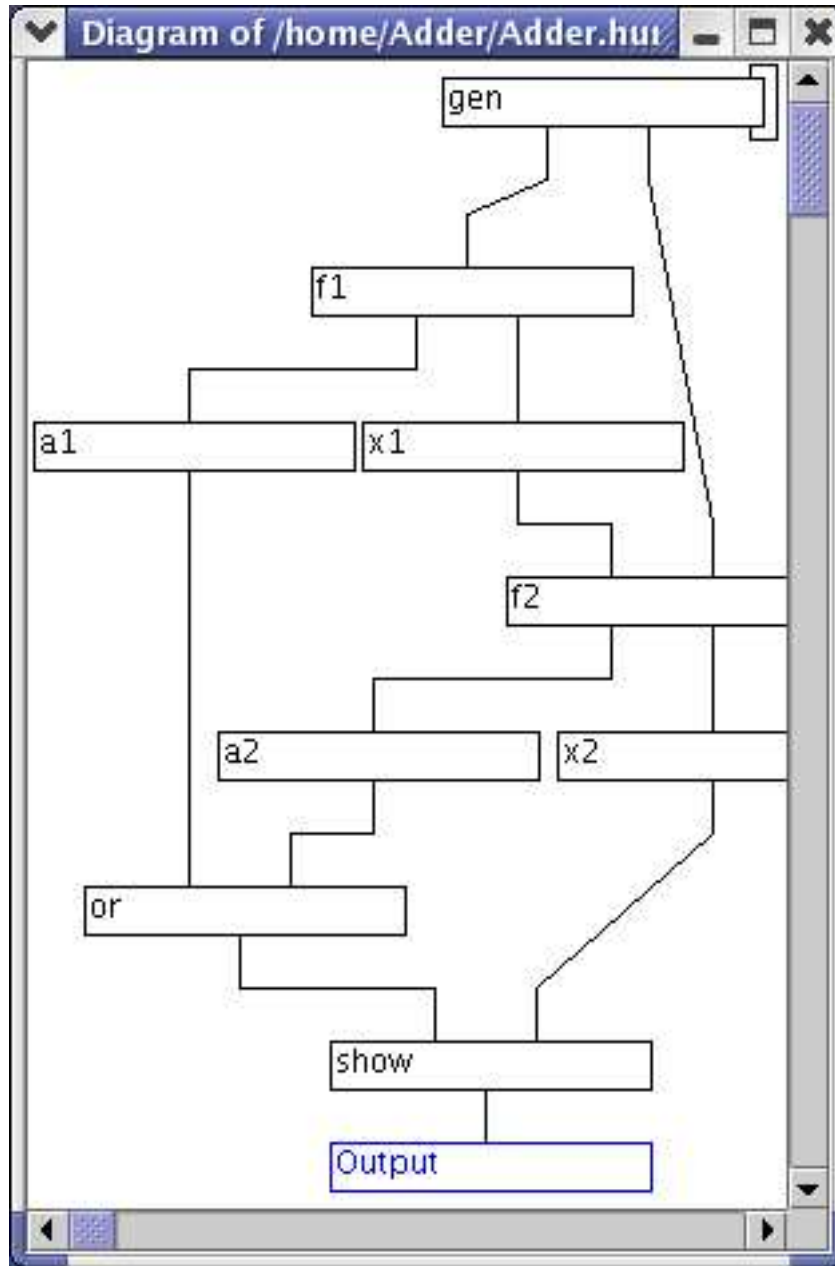 Diagram of /home/Adder/Adder.hu
gen
f1
a1 x1
f2
a2 x2
or
show
Output